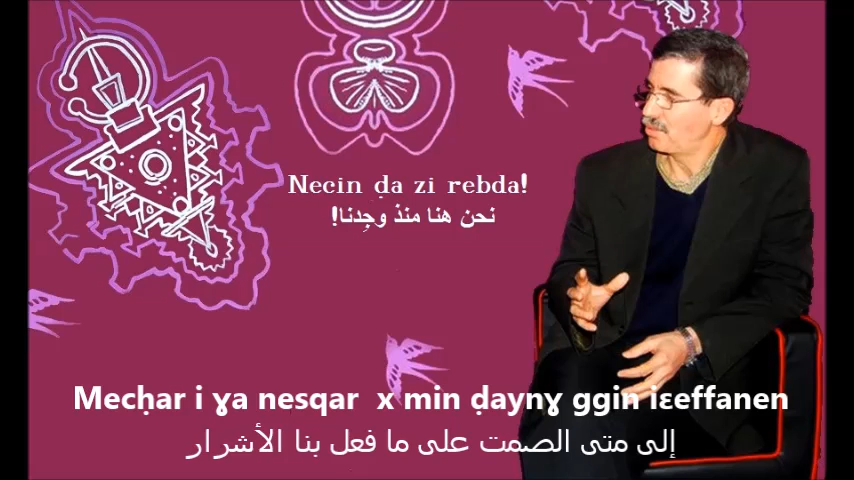 Necin ḍa zi rebda!
نحن هنا منذ وجِدنا!
Mecḥar i ɣa nesqar x min ḍaynɣ ggin iɛeffanen
إلى متى الصمت على ما فعل بنا الأشرار